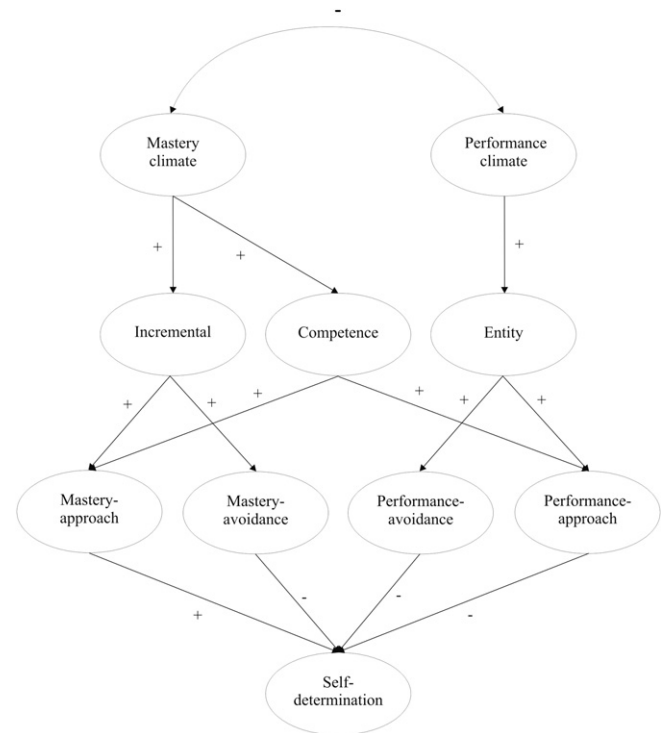 -
Mastery
climate
Performance
climate
+
+
+
Incremental
Competence
Entity
+
+
+
+
+
+
Mastery-
approach
Mastery-
avoidance
Performance-
avoidance
Performance-
approach
+
-
-
-
Self-
determination